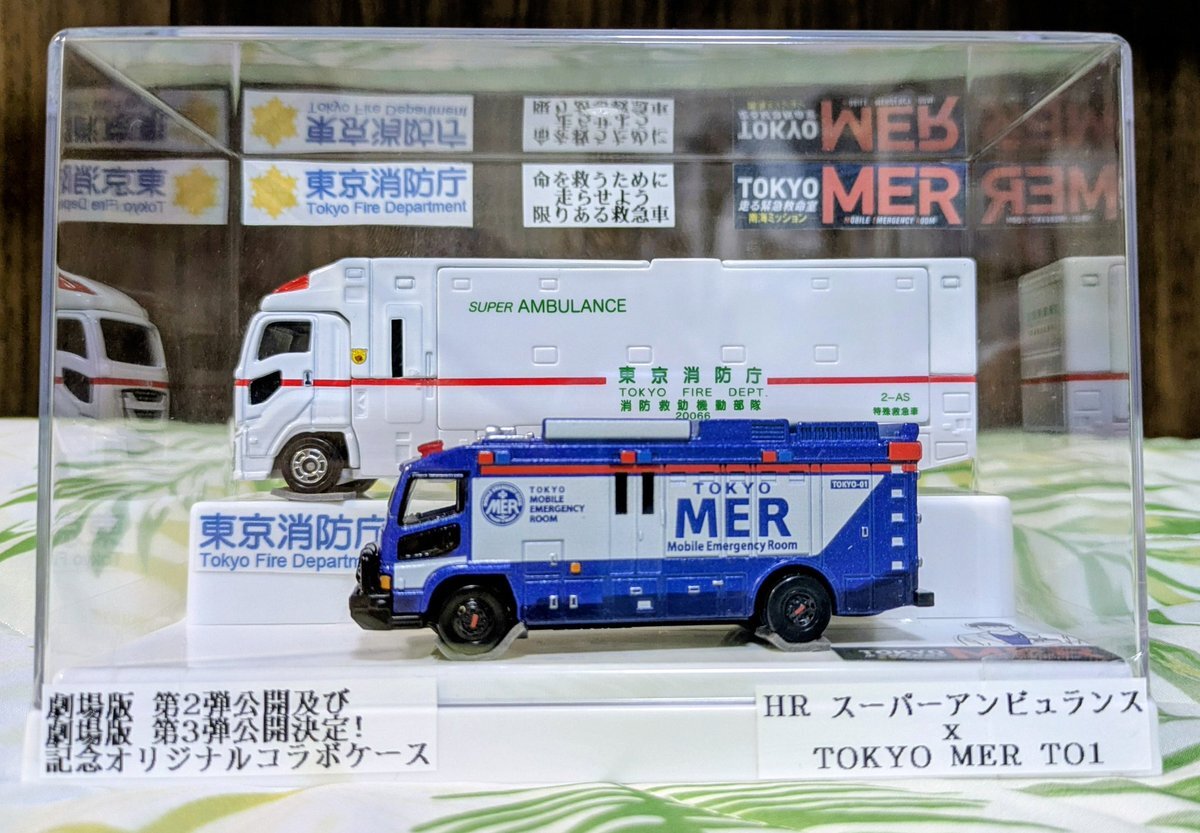 東京消防庁
Tokyo Fire Department
命を救うために
走らせよう
限りある救急車
TOKYO MER
走る緊急救命室
南海ミッション
MOBILE EMERGENCY ROOM
SUPER AMBULANCE
東京消防庁
TOKYO FIRE DEPT.
消防救助機動部隊
20066
2-AS
特殊救急車
MER
TOKYO
MOBILE
EMERGENCY
ROOM
TOKYO
MER
Mobile Emergency Room
TOKYO-01
東京消防庁
Tokyo Fire Departm
TOKYO
劇場版 第2弾公開及び
劇場版 第3弾公開決定!
記念オリジナルコラボケース
HR スーパーアンビュランス
x
TOKYO MER T01